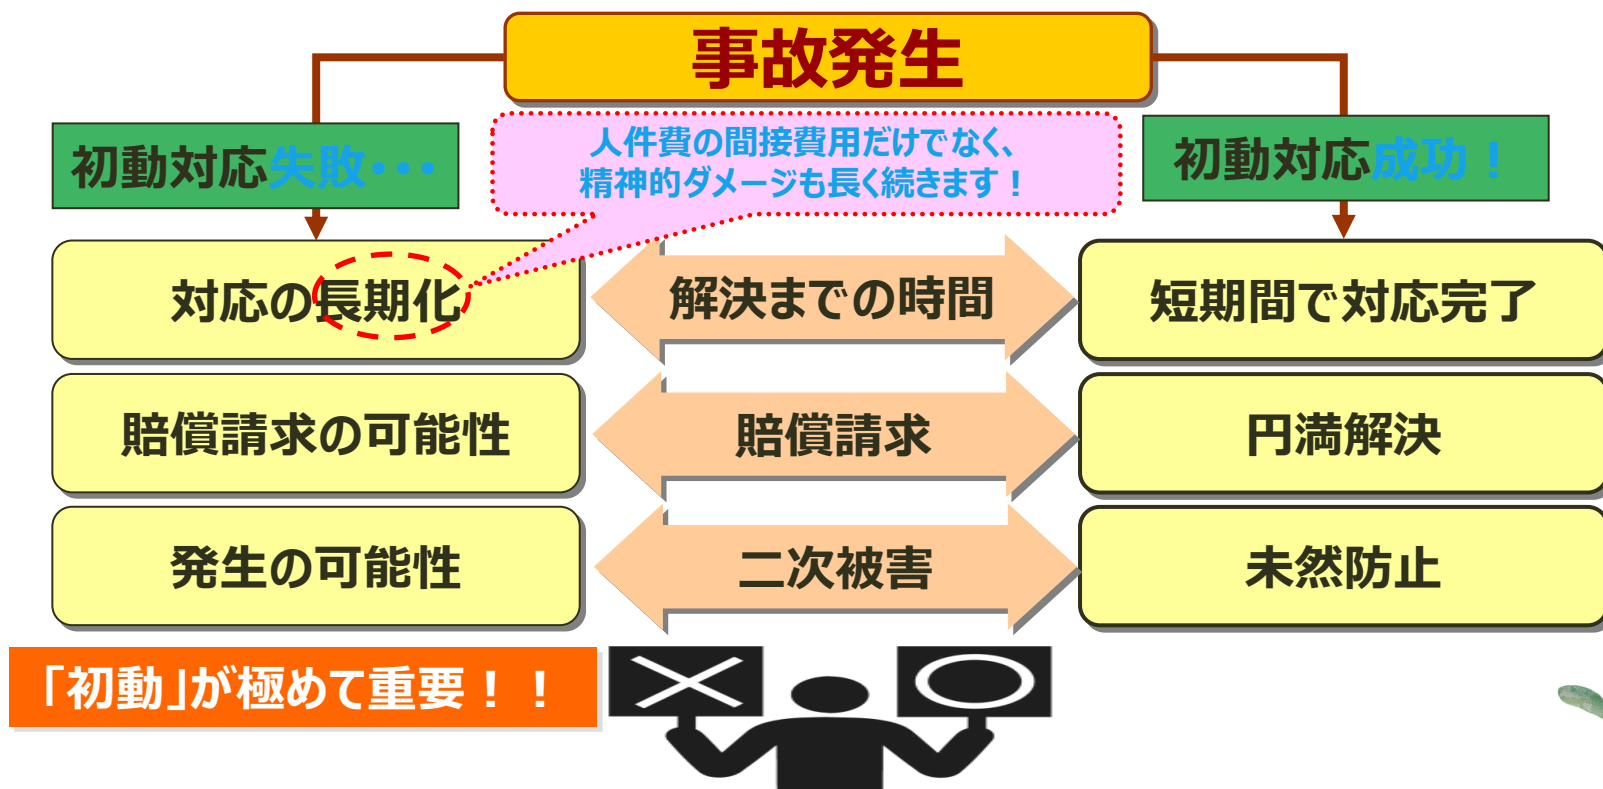 事故発生
初動対応失敗・・・
人件費の間接費用だけでなく、
精神的ダメージも長く続きます！
初動対応成功！
対応の長期化
解決までの時間
短期間で対応完了
賠償請求の可能性
賠償請求
円満解決
発生の可能性
二次被害
未然防止
「初動」が極めて重要！！